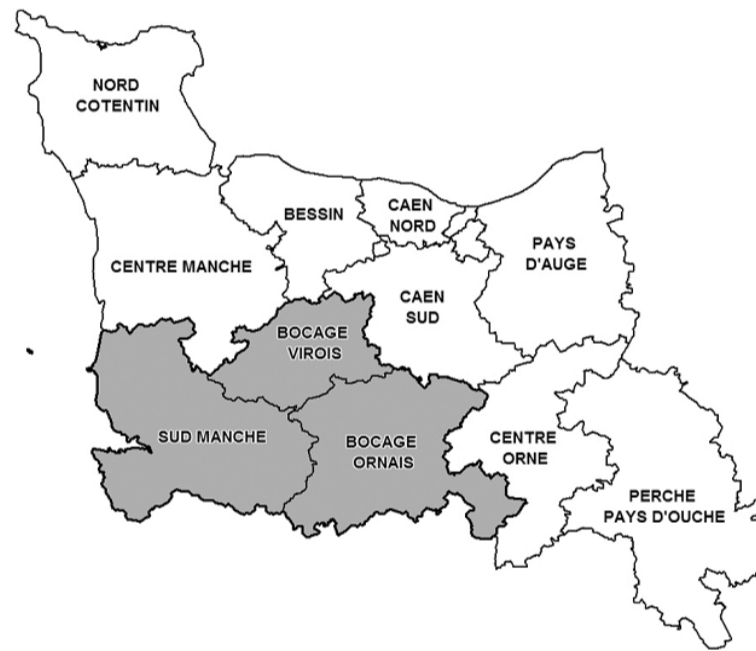 NORD
COTENTIN
BESSIN
CAEN
NORD
PAYS
D'AUGE
CENTRE MANCHE
CAEN
SUD
BOCAGE
VIROIS
SUD MANCHE
BOCAGE
ORNAIS
CENTRE
ORNE
PERCHE
PAYS D'OUCHE